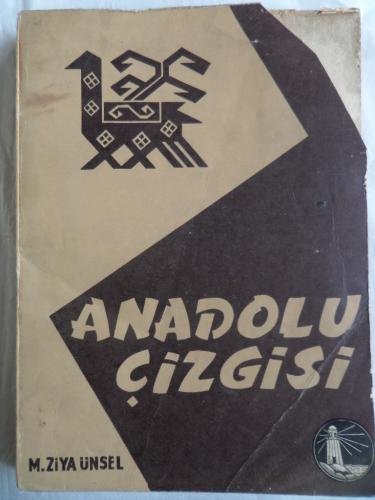 ANADOLU
ÇİZGİSİ
M. ZİYA ÜNSEL